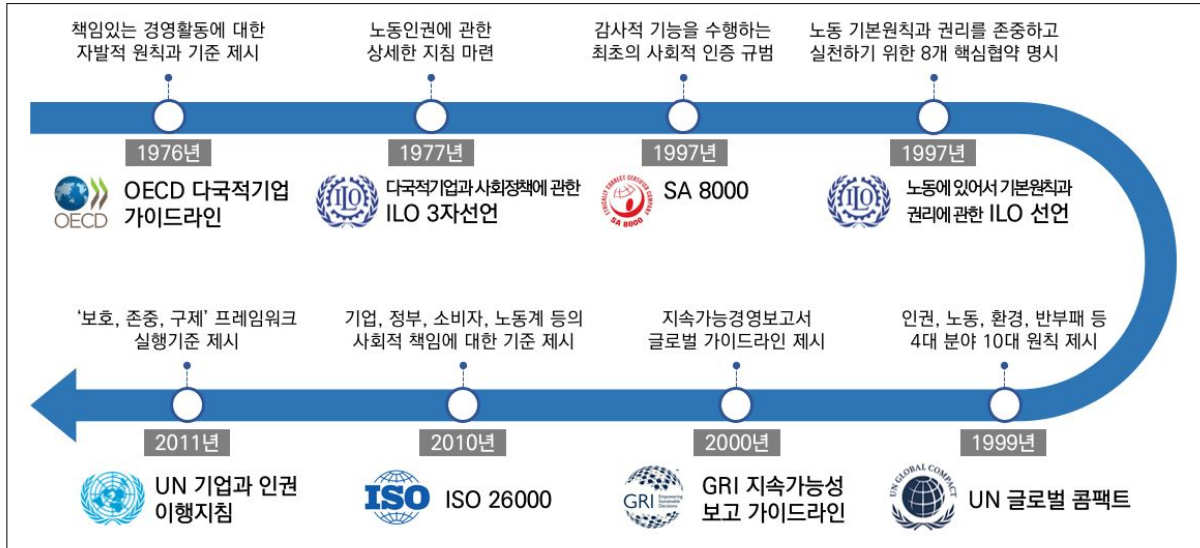 책임있는 경영활동에 대한
자발적 원칙과 기준 제시
노동인권에 관한
상세한 지침 마련
감사적 기능을 수행하는
최초의 사회적 인증 규범
노동 기본원칙과 권리를 존중하고
실천하기 위한 8개 핵심협약 명시
1976년
1977년
1997년
1997년
OECD
OECD 다국적기업
가이드라인
ILO
다국적기업과 사회정책에 관한
ILO 3자선언
SA 8000
SA 8000
ILO
노동에 있어서 기본원칙과
권리에 관한 ILO 선언
'보호, 존중, 구제' 프레임워크
실행기준 제시
기업, 정부, 소비자, 노동계 등의
사회적 책임에 대한 기준 제시
지속가능경영보고서
글로벌 가이드라인 제시
인권, 노동, 환경, 반부패 등
4대 분야 10대 원칙 제시
2011년
2010년
2000년
1999년
UN 기업과 인권
이행지침
ISO
ISO 26000
GRI
Empowering
Sustainable
Decisions
GRI 지속가능성
보고 가이드라인
UN GLOBAL COMPACT
UN 글로벌 콤팩트